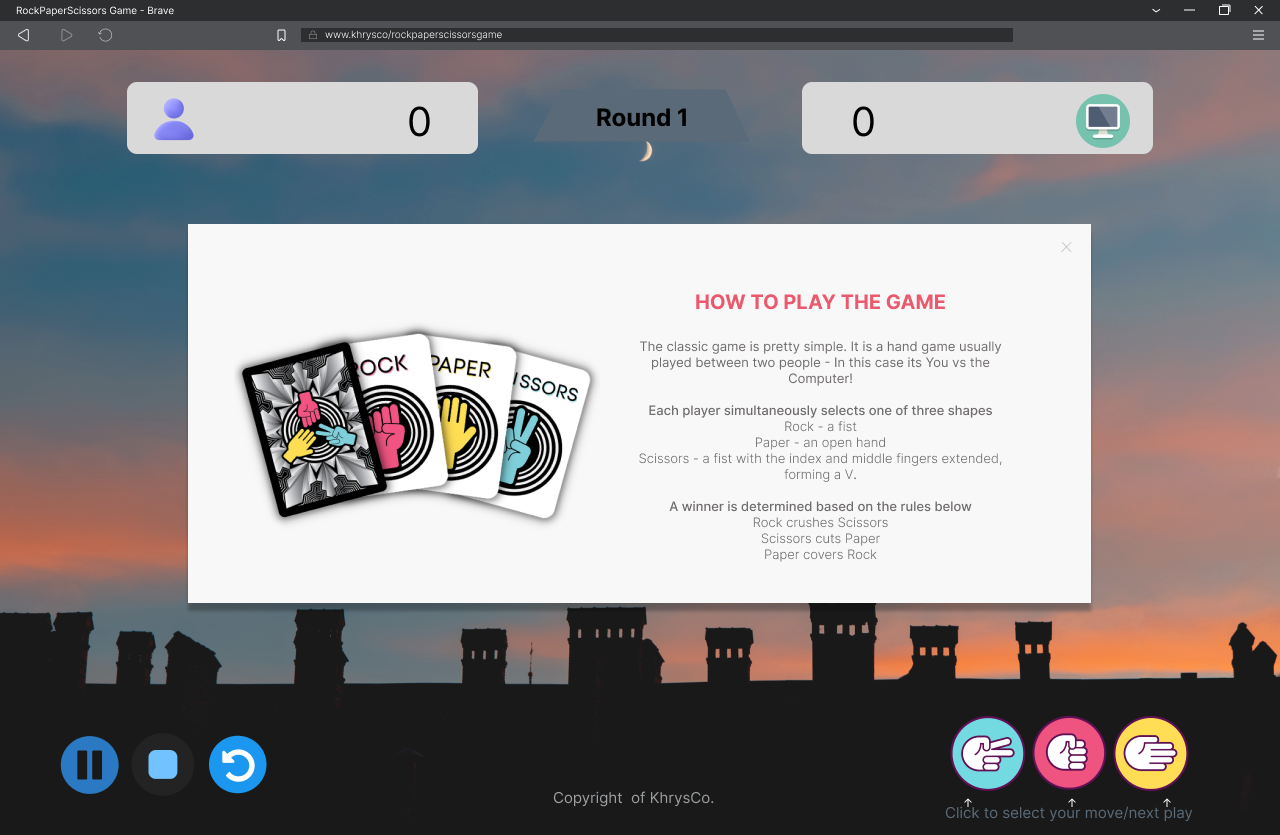 RockPaperScissors Game - Brave
www.khrysco/rockpaperscissorsgame
0
Round 1
0
HOW TO PLAY THE GAME
The classic game is pretty simple. It is a hand game usually
played between two people - In this case its You vs the
Computer!
Each player simultaneously selects one of three shapes
Rock - a fist
Paper - an open hand
Scissors - a fist with the index and middle fingers extended,
forming a V.
A winner is determined based on the rules below
Rock crushes Scissors
Scissors cuts Paper
Paper covers Rock
ROCK
PAPER
ISSORS
Copyright  of KhrysCo.
Click to select your move/next play